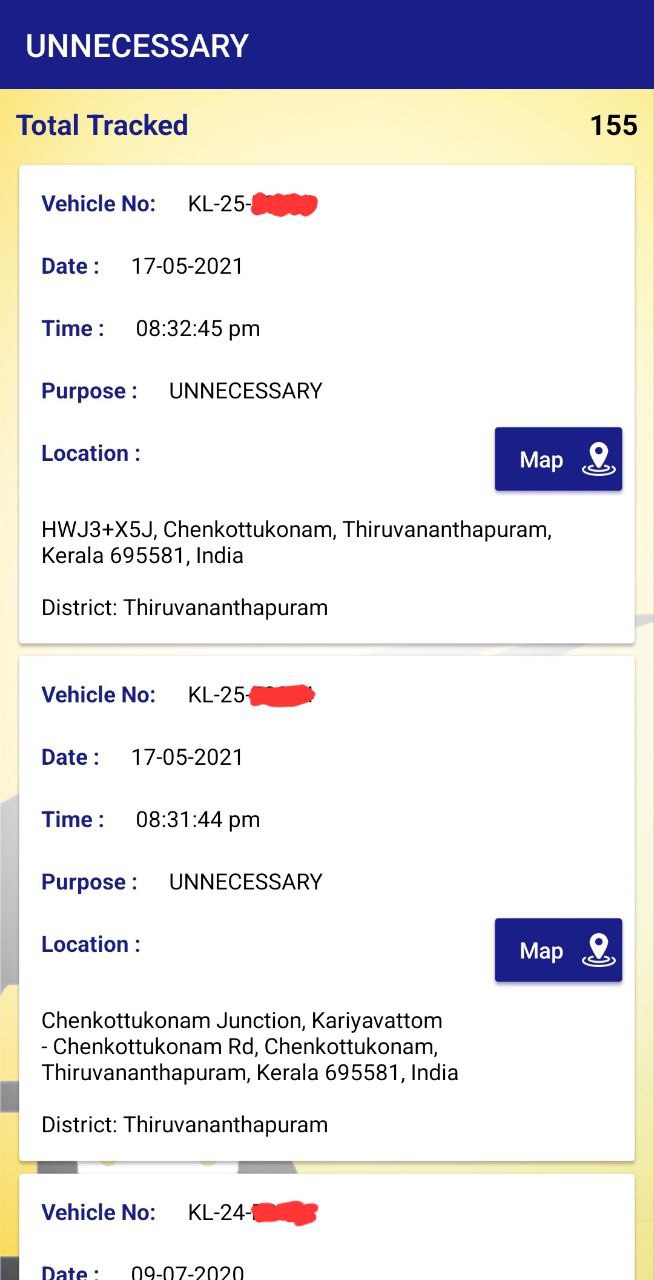 UNNECESSARY
Total Tracked 155
Vehicle No: KL-25-
Date : 17-05-2021
Time : 08:32:45 pm
Purpose : UNNECESSARY
Location :
Map
HWJ3+X5J, Chenkottukonam, Thiruvananthapuram,
Kerala 695581, India
District: Thiruvananthapuram
Vehicle No: KL-25-
Date : 17-05-2021
Time : 08:31:44 pm
Purpose : UNNECESSARY
Location :
Map
Chenkottukonam Junction, Kariyavattom
- Chenkottukonam Rd, Chenkottukonam,
Thiruvananthapuram, Kerala 695581, India
District: Thiruvananthapuram
Vehicle No: KL-24-
Date : 09-07-2020